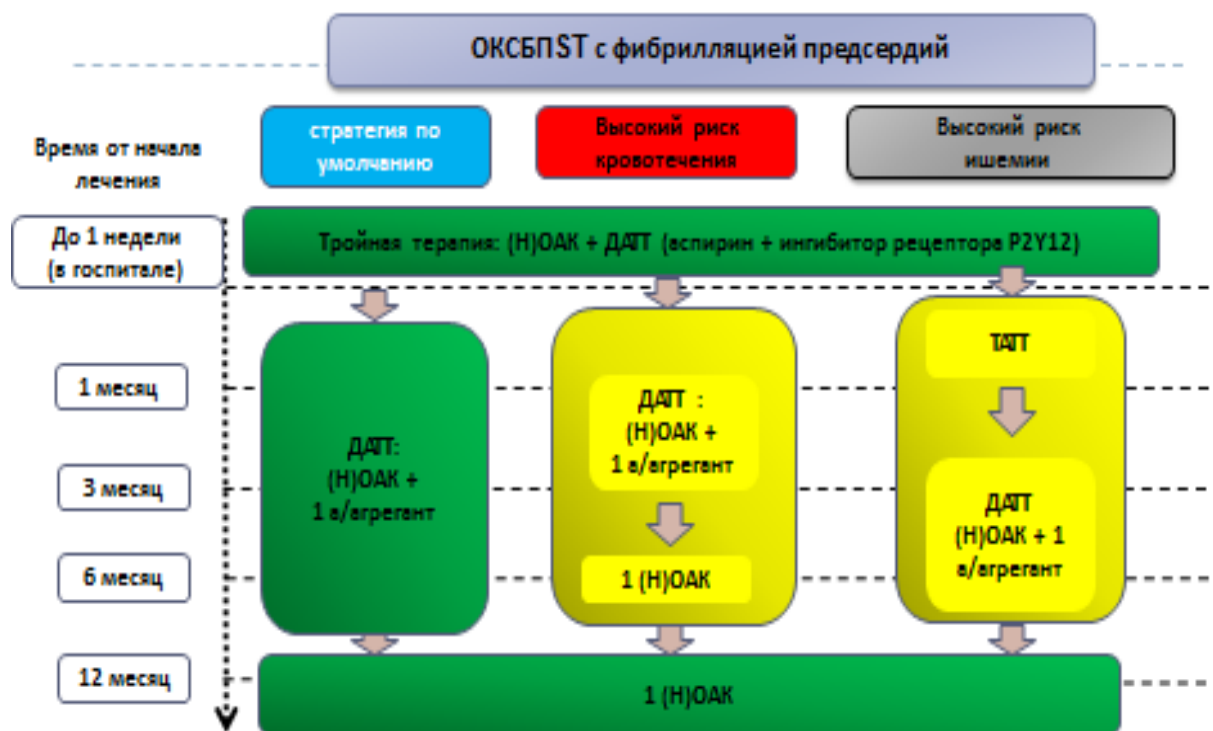 ОКСБПST с фибрилляцией предсердий
Время от начала
лечения
стратегия по
умолчанию
Высокий риск
кровотечения
Высокий риск
ишемии
До 1 недели
(в госпитале)
Тройная терапия: (Н)ОАК + ДАТТ (аспирин + ингибитор рецептора P2Y12)
1 месяц
3 месяц
6 месяц
12 месяц
ДАТТ:
(Н)ОАК +
1 а/агрегант
ДАТТ :
(Н)ОАК +
1 а/агрегант
1 (Н)ОАК
ТАТТ
ДАТТ
(Н)ОАК + 1
а/агрегант
1 (Н)ОАК